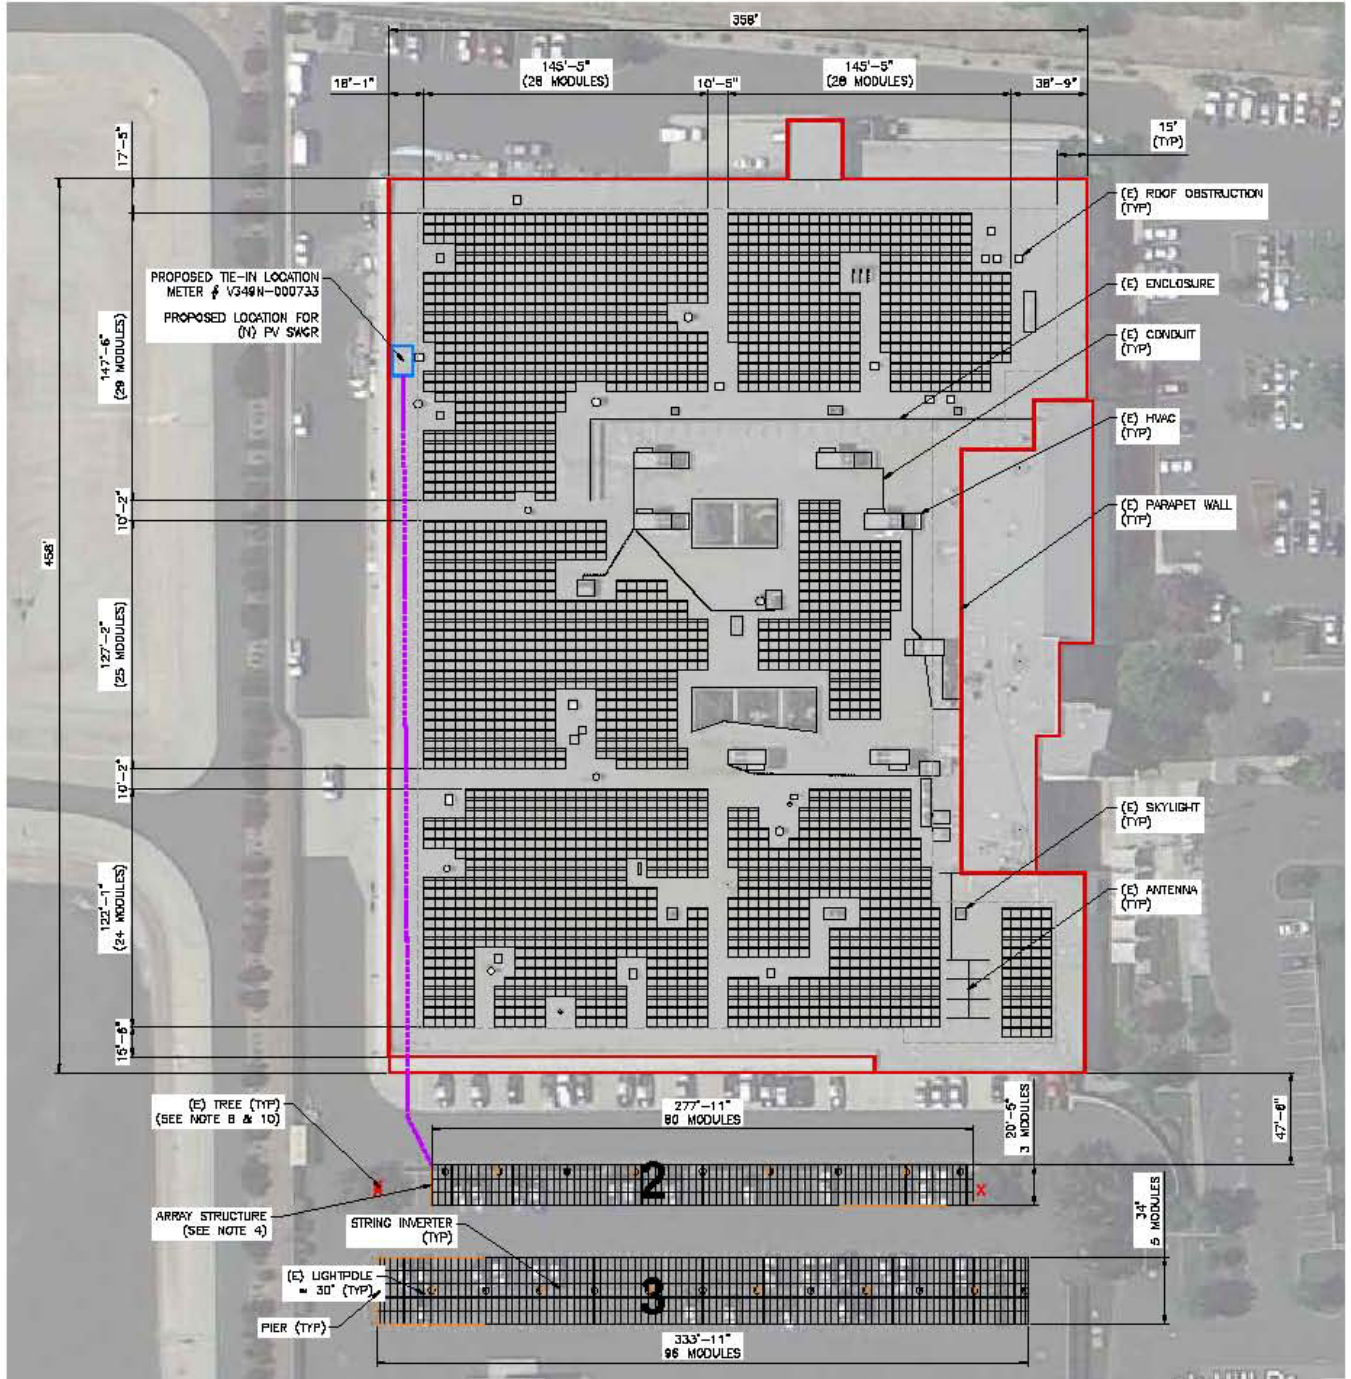 358'
18'-1"
145'-5"
(28 MODULES)
10'-5"
145'-5"
(28 MODULES)
38'-9"
15'
(TYP)
17'-5"
147'-6"
(29 MODULES)
10'-2"
458'
127'-2"
(25 MODULES)
10'-2"
122'-1"
(24 MODULES)
15'-6"
PROPOSED TIE-IN LOCATION
METER # V349N-000733
PROPOSED LOCATION FOR
(N) PV SWGR
(E) ROOF OBSTRUCTION
(TYP)
(E) ENCLOSURE
(E) CONDUIT
(TYP)
(E) HVAC
(TYP)
(E) PARAPET WALL
(TYP)
(E) SKYLIGHT
(TYP)
(E) ANTENNA
(TYP)
(E) TREE (TYP)
(SEE NOTE 8 & 10)
277'-11"
80 MODULES
20'-5"
3 MODULES
47'-6"
X
2
X
ARRAY STRUCTURE
(SEE NOTE 4)
STRING INVERTER
(TYP)
34'
5 MODULES
(E) LIGHTPOLE
≈ 30' (TYP)
3
PIER (TYP)
333'-11"
96 MODULES